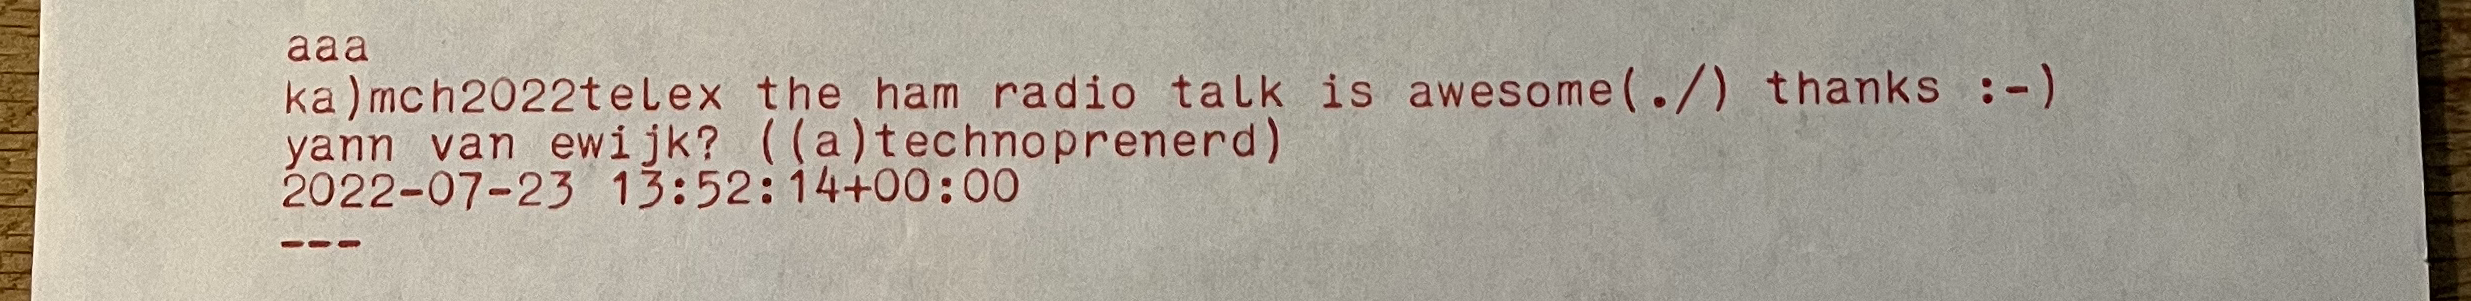 aaa
ka)mch2022telex the ham radio talk is awesome(./) thanks :-)
yann van ewijk? ((a)technoprenerd)
2022-07-23 13:52:14+00:00
---